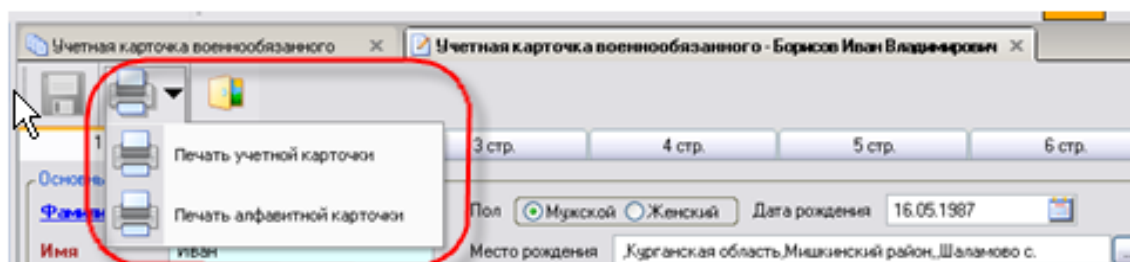 Учетная карточка военнообязанного Учетная карточка военнообязанного - Борисов Иван Владимирович
1 3 стр. 4 стр. 5 стр. 6 стр.
Печать учетной карточки
Печать алфавитной карточки
Пол Мужской Женский Дата рождения 16.05.1987
Имя Иван Место рождения ,Курганская область,Мишкинский район,,Шаламово с. ...